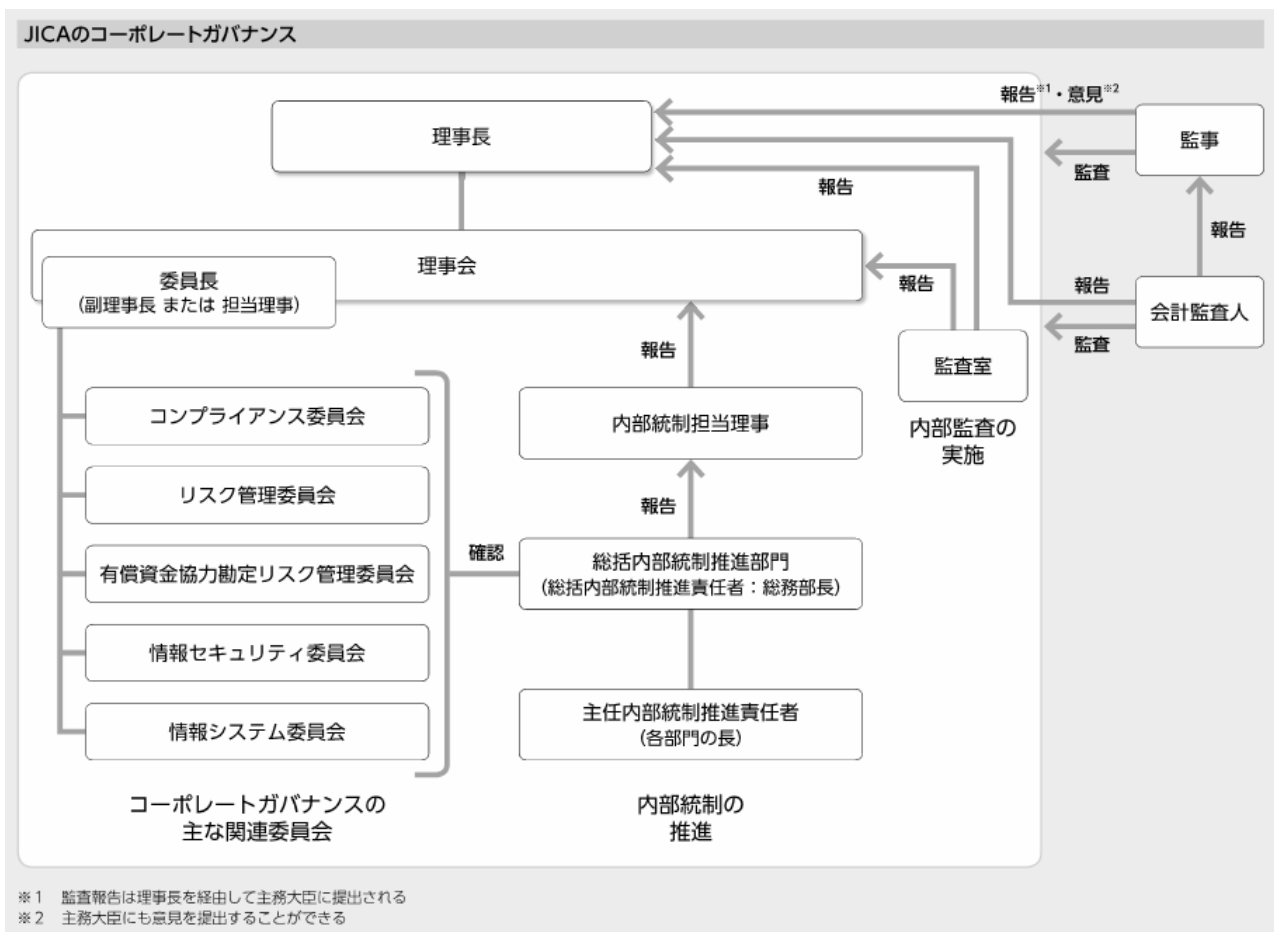 JICAのコーポレートガバナンス
報告※1・意見※2
理事長
監事
監査
報告
報告
理事会
委員長
(副理事長 または 担当理事)
報告
報告
会計監査人
監査
報告
監査室
内部監査の
実施
コンプライアンス委員会
内部統制担当理事
リスク管理委員会
報告
確認
有償資金協力勘定リスク管理委員会
総括内部統制推進部門
(総括内部統制推進責任者:総務部長)
情報セキュリティ委員会
情報システム委員会
主任内部統制推進責任者
(各部門の長)
コーポレートガバナンスの
主な関連委員会
内部統制の
推進
※1 監査報告は理事長を経由して主務大臣に提出される
※2 主務大臣にも意見を提出することができる